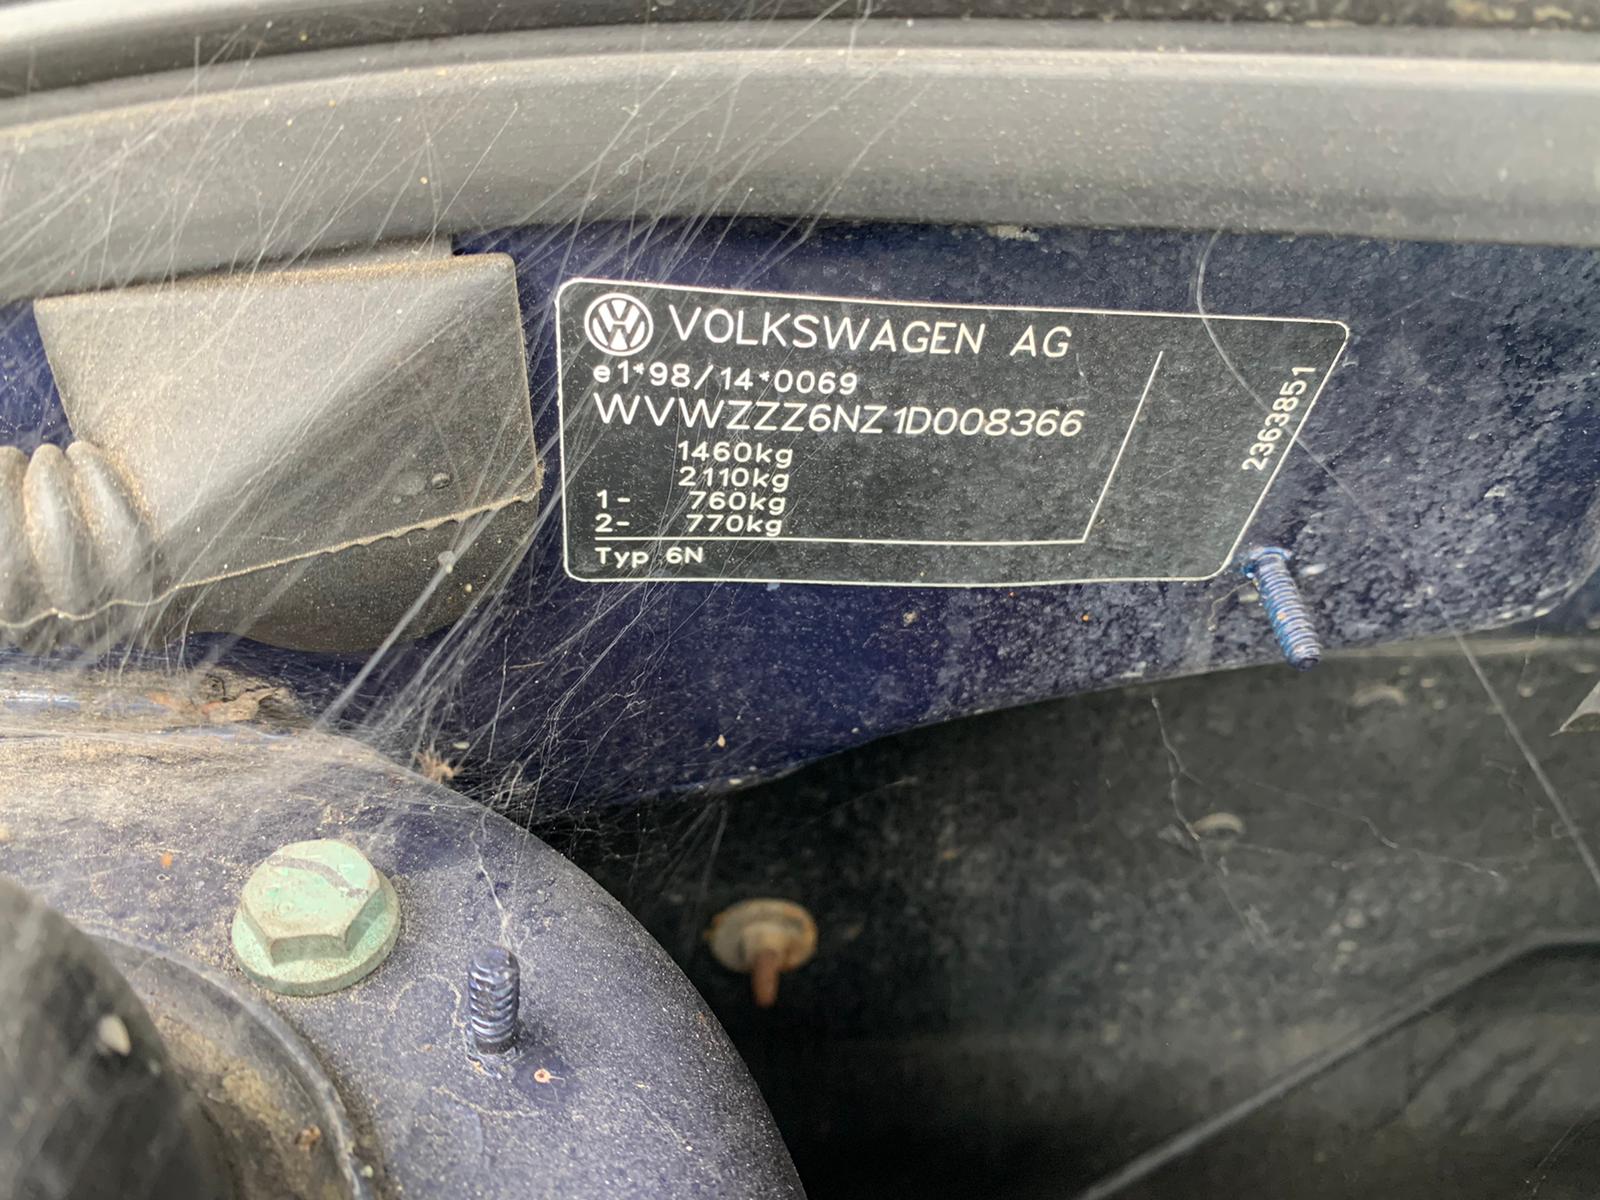 VOLKSWAGEN AG
e1*98/14*0069
WVWZZZ6NZ1D008366
1460kg
2110kg
1- 760kg
2- 770kg
Typ 6N
2363851